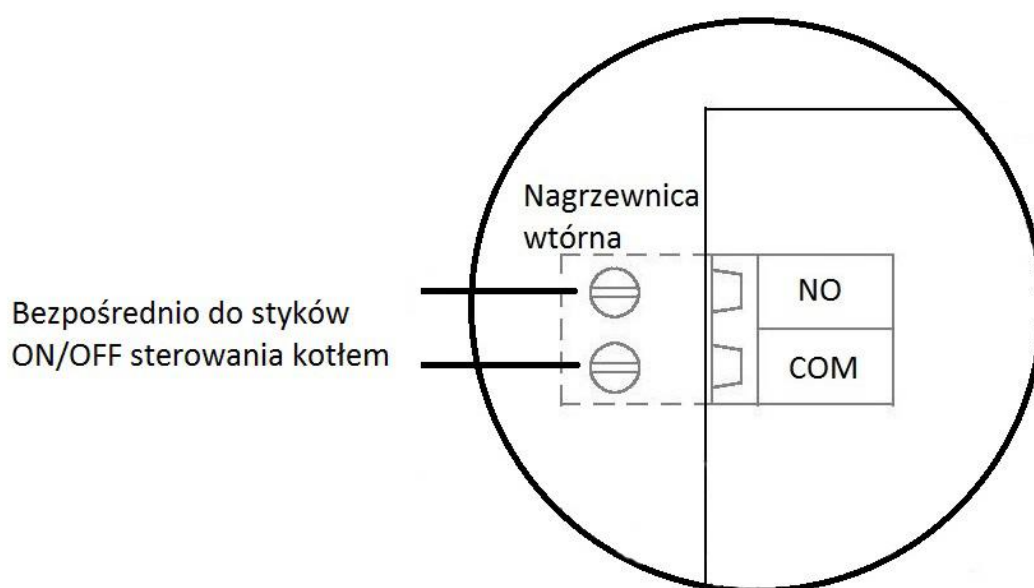 Nagrzewnica
wtórna
NO
Bezpośrednio do styków
ON/OFF sterowania kotłem
COM